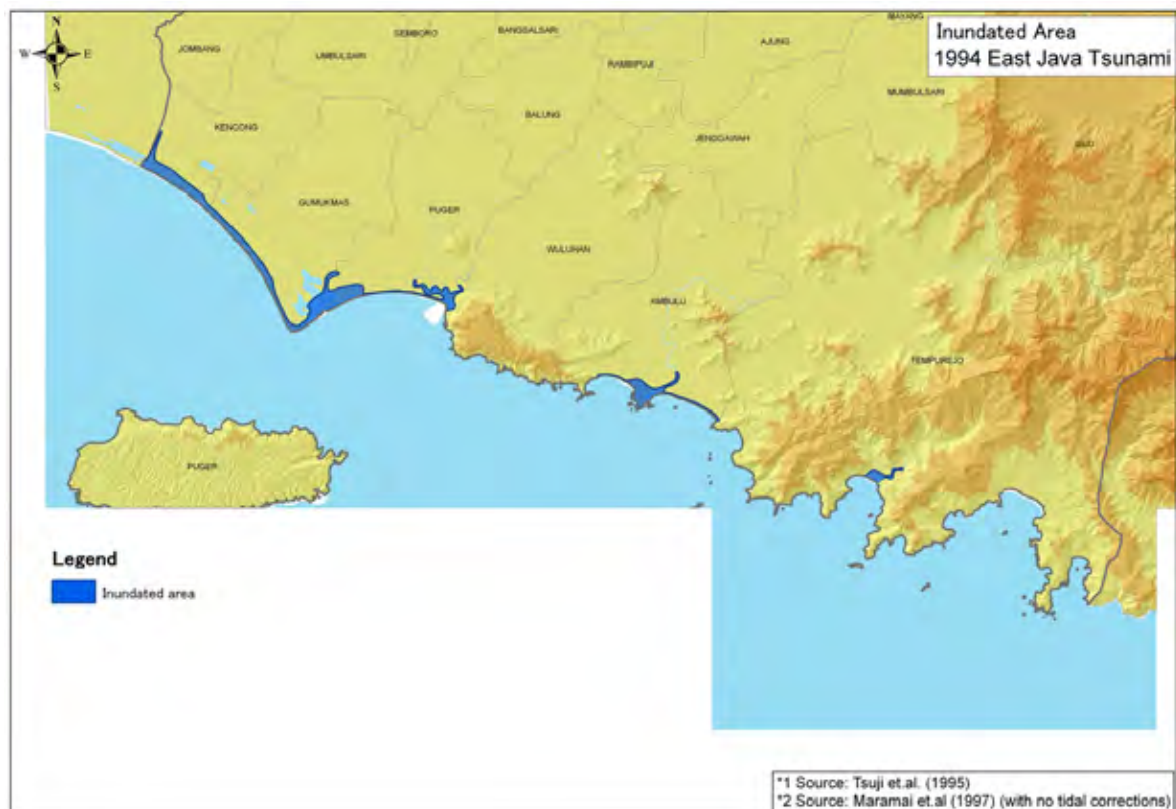 N
W
E
S
Inundated Area
1994 East Java Tsunami
MAYANG
SEMBORO
BANGSALSARI
AJUNG
JOMBANG
UMBULSARI
RAMBIPUJI
MUMBULSARI
KENCONG
BALUNG
JENGGAWAH
SILO
GUMUKMAS
PUGER
WULUHAN
AMBULU
TEMPUREJO
PUGER
Legend
Inundated area
*1 Source: Tsuji et.al. (1995)
*2 Source: Maramai et.al (1997) (with no tidal corrections)